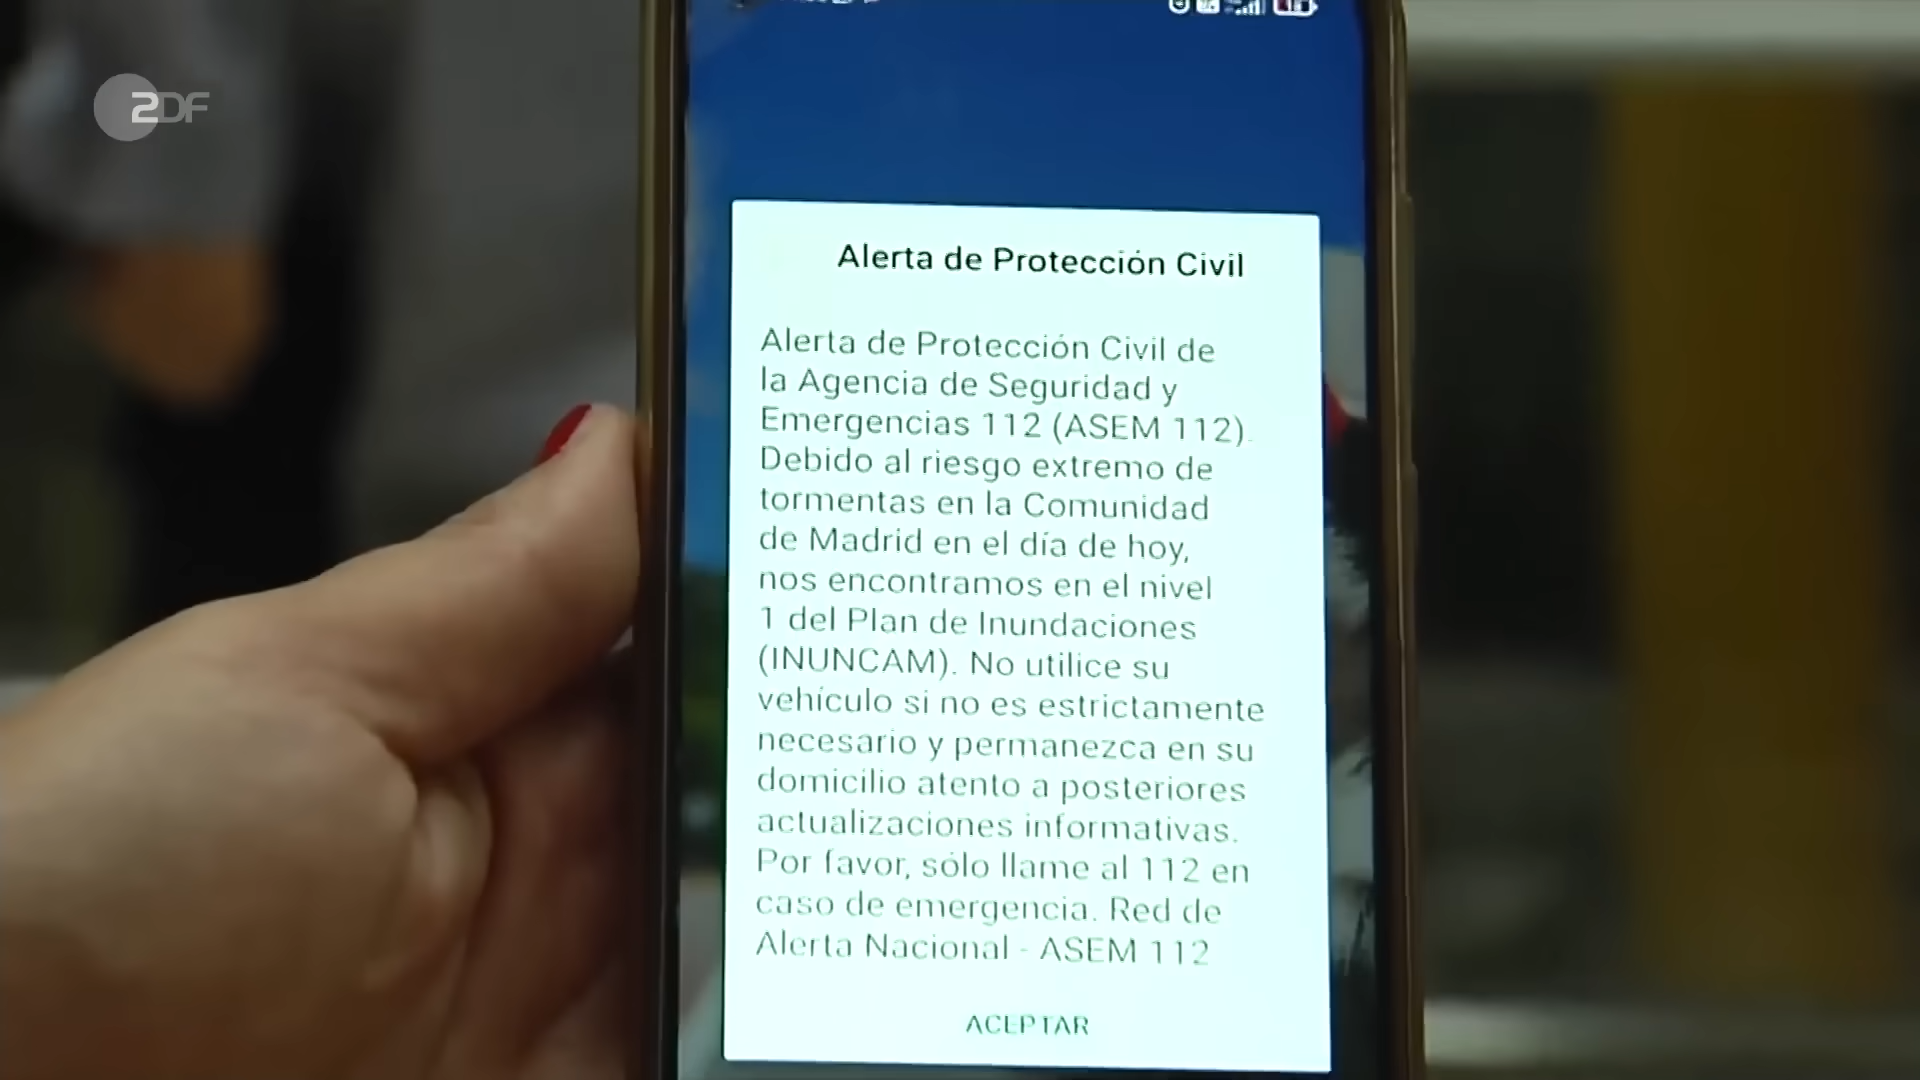 ZDF
Alerta de Protección Civil
Alerta de Protección Civil de
la Agencia de Seguridad y
Emergencias 112 (ASEM 112).
Debido al riesgo extremo de
tormentas en la Comunidad
de Madrid en el día de hoy,
nos encontramos en el nivel
1 del Plan de Inundaciones
(INUNCAM). No utilice su
vehículo si no es estrictamente
necesario y permanezca en su
domicilio atento a posteriores
actualizaciones informativas.
Por favor, sólo llame al 112 en
caso de emergencia. Red de
Alerta Nacional - ASEM 112
ACEPTAR